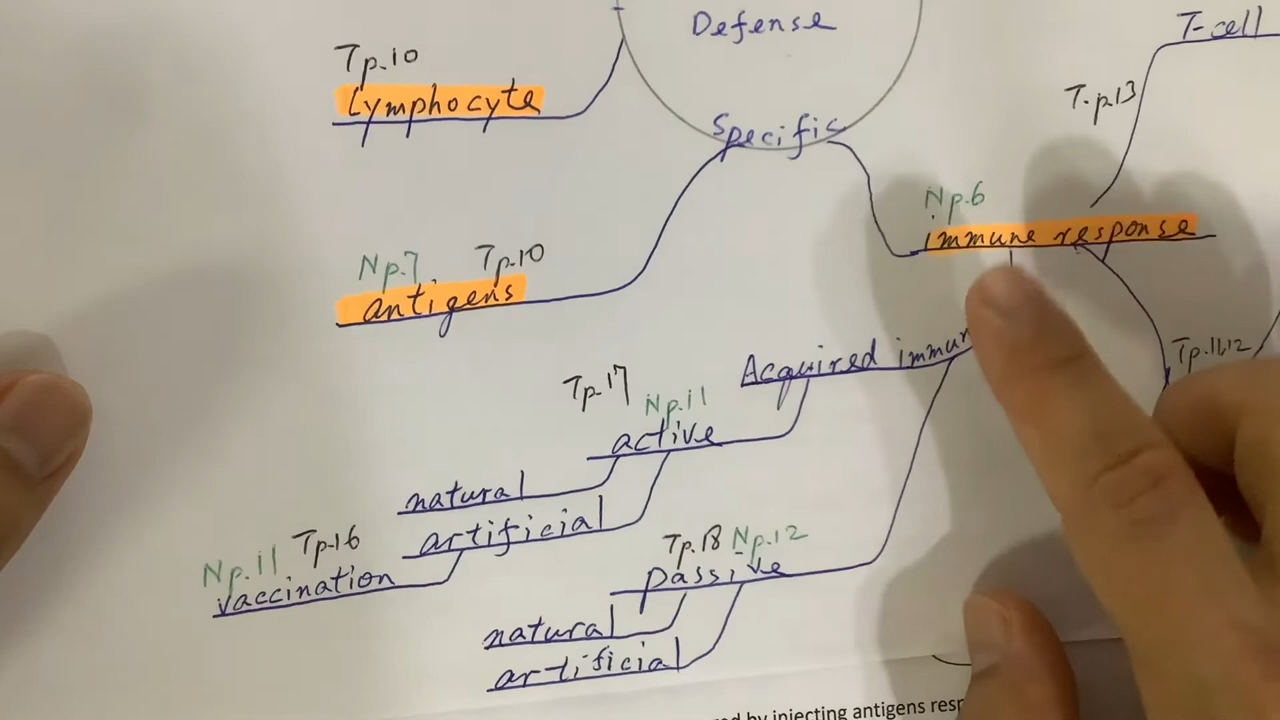 Defense
T-cell
Tp.10
Lymphocyte
T.p.13
Specific
Np.6
immune response
Np.7 Tp.10
antigens
Acquired immun
Tp.11,12
Tp.17
Np.11
active
natural
artificial
Np.11 Tp.16
vaccination
Tp.18 Np.12
passive
natural
artificial
by injecting antigens